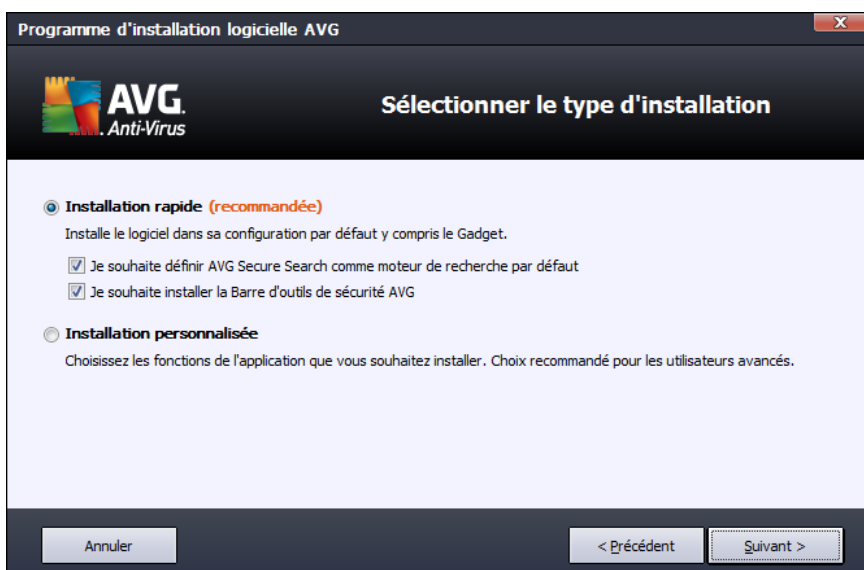 Programme d'installation logicielle AVG
AVG.
Anti-Virus
Sélectionner le type d'installation
Installation rapide (recommandée)
Installe le logiciel dans sa configuration par défaut y compris le Gadget.
Je souhaite définir AVG Secure Search comme moteur de recherche par défaut
Je souhaite installer la Barre d'outils de sécurité AVG
Installation personnalisée
Choisissez les fonctions de l'application que vous souhaitez installer. Choix recommandé pour les utilisateurs avancés.
Annuler
< Précédent
Suivant >